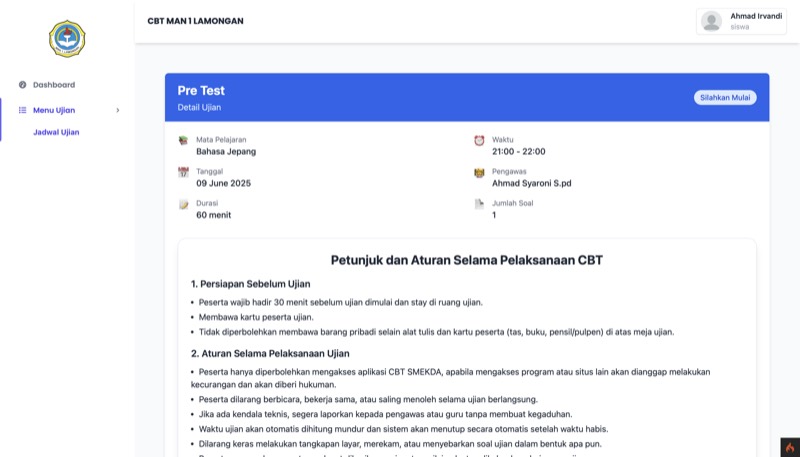 CBT MAN 1 LAMONGAN
Ahmad Irvandi
siswa
Dashboard
Menu Ujian
Jadwal Ujian
Pre Test
Detail Ujian
Silahkan Mulai
Mata Pelajaran
Bahasa Jepang
Waktu
21:00 - 22:00
Tanggal
09 June 2025
Pengawas
Ahmad Syaroni S.pd
Durasi
60 menit
Jumlah Soal
1
Petunjuk dan Aturan Selama Pelaksanaan CBT
1. Persiapan Sebelum Ujian
• Peserta wajib hadir 30 menit sebelum ujian dimulai dan stay di ruang ujian.
• Membawa kartu peserta ujian.
• Tidak diperbolehkan membawa barang pribadi selain alat tulis dan kartu peserta (tas, buku, pensil/pulpen) di atas meja ujian.
2. Aturan Selama Pelaksanaan Ujian
• Peserta hanya diperbolehkan mengakses aplikasi CBT SMEKDA, apabila mengakses program atau situs lain akan dianggap melakukan
kecurangan dan akan diberi hukuman.
• Peserta dilarang berbicara, bekerja sama, atau saling menoleh selama ujian berlangsung.
• Jika ada kendala teknis, segera laporkan kepada pengawas atau guru tanpa membuat kegaduhan.
• Waktu ujian akan otomatis dihitung mundur dan sistem akan menutup secara otomatis setelah waktu habis.
• Dilarang keras melakukan tangkapan layar, merekam, atau menyebarkan soal ujian dalam bentuk apa pun.